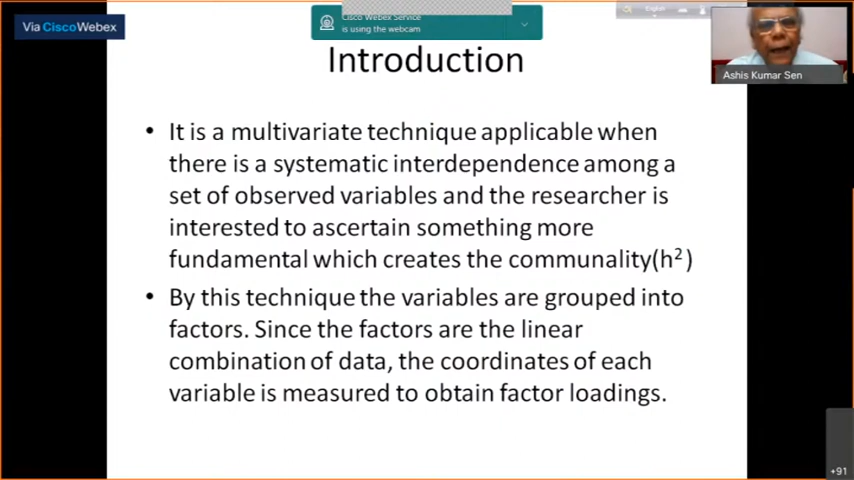 Via CiscoWebex
Cisco Webex Service
is using the webcam
English
Ashis Kumar Sen
Introduction
• It is a multivariate technique applicable when
there is a systematic interdependence among a
set of observed variables and the researcher is
interested to ascertain something more
fundamental which creates the communality(h²)
• By this technique the variables are grouped into
factors. Since the factors are the linear
combination of data, the coordinates of each
variable is measured to obtain factor loadings.
+91